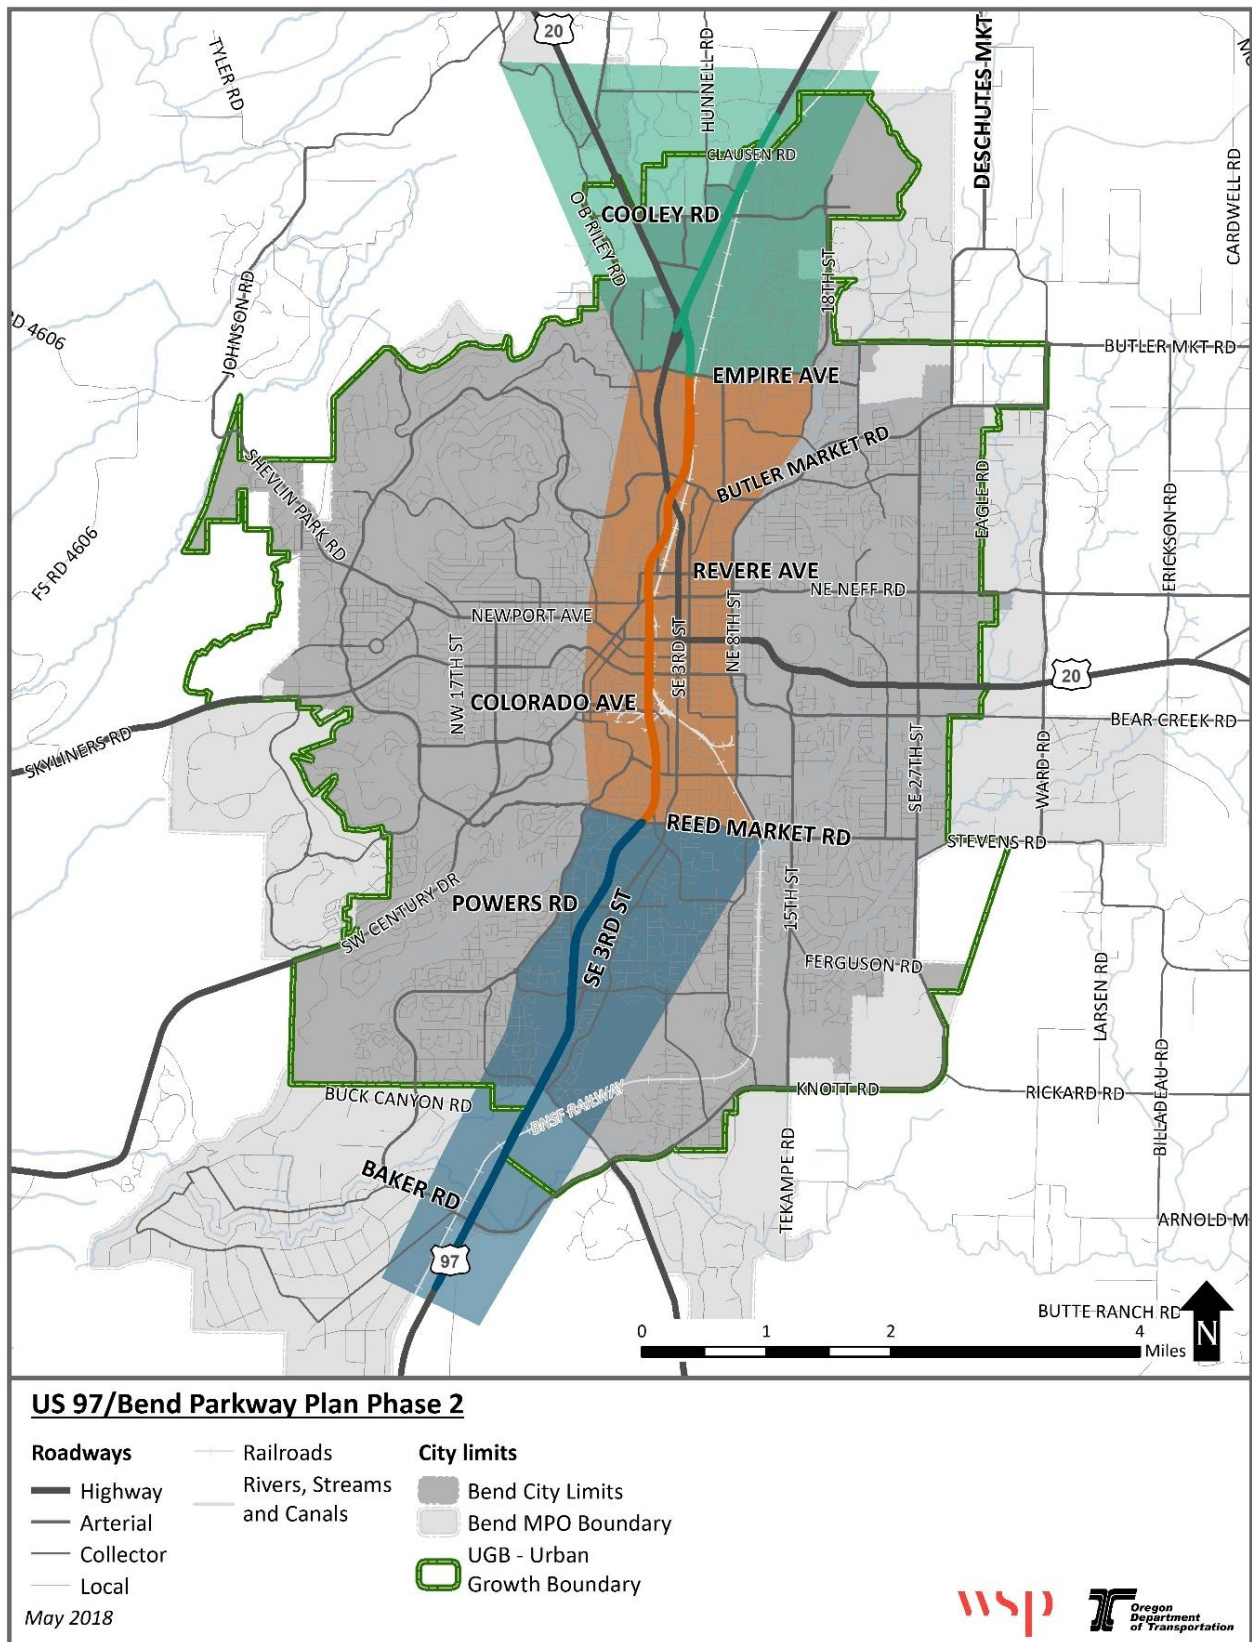 20
TYLER RD
HUNNELL RD
DESCHUTES MKT
CLAUSEN RD
CARDWELL RD
COOLEY RD
O B RILEY RD
18TH ST
JOHNSON RD
RD 4606
BUTLER MKT RD
EMPIRE AVE
BUTLER MARKET RD
SHEVLIN PARK RD
EAGLE RD
ERICKSON RD
FS RD 4606
REVERE AVE
NE NEFF RD
NEWPORT AVE
NE 8TH ST
SE 3RD ST
NW 17TH ST
20
COLORADO AVE
BEAR CREEK RD
SKYLINERS RD
SE 27TH ST
WARD RD
REED MARKET RD
STEVENS RD
SW CENTURY DR
POWERS RD
SE 3RD ST
15TH ST
FERGUSON RD
LARSEN RD
BILLADEAU RD
BUCK CANYON RD
BNSF RAILWAY
KNOTT RD
RICKARD RD
TEKAMPE RD
BAKER RD
ARNOLD M
97
BUTTE RANCH RD
N
0 1 2 4
Miles
US 97/Bend Parkway Plan Phase 2
Roadways
Highway
Arterial
Collector
Local
Railroads
Rivers, Streams
and Canals
City limits
Bend City Limits
Bend MPO Boundary
UGB - Urban
Growth Boundary
May 2018
wsp
Oregon
Department
of Transportation